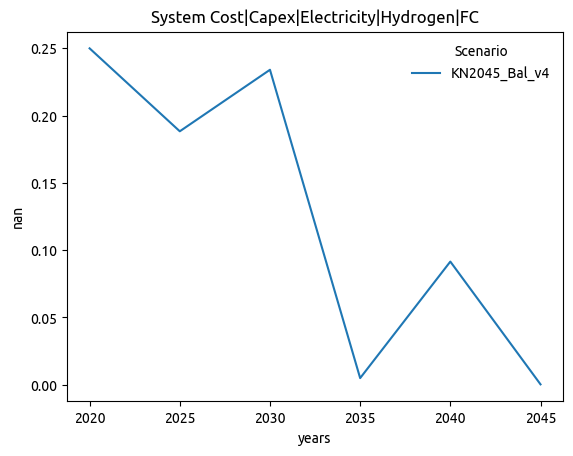 System Cost|Capex|Electricity|Hydrogen|FC
Scenario
KN2045_Bal_v4
0.25
0.20
0.15
0.10
0.05
0.00
nan
2020 2025 2030 2035 2040 2045
years